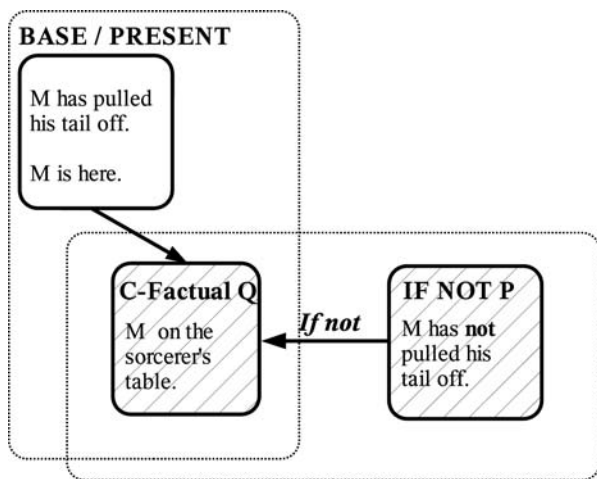 BASE / PRESENT
M has pulled
his tail off.
M is here.
C-Factual Q
M on the
sorcerer's
table.
If not
IF NOT P
M has not
pulled his
tail off.